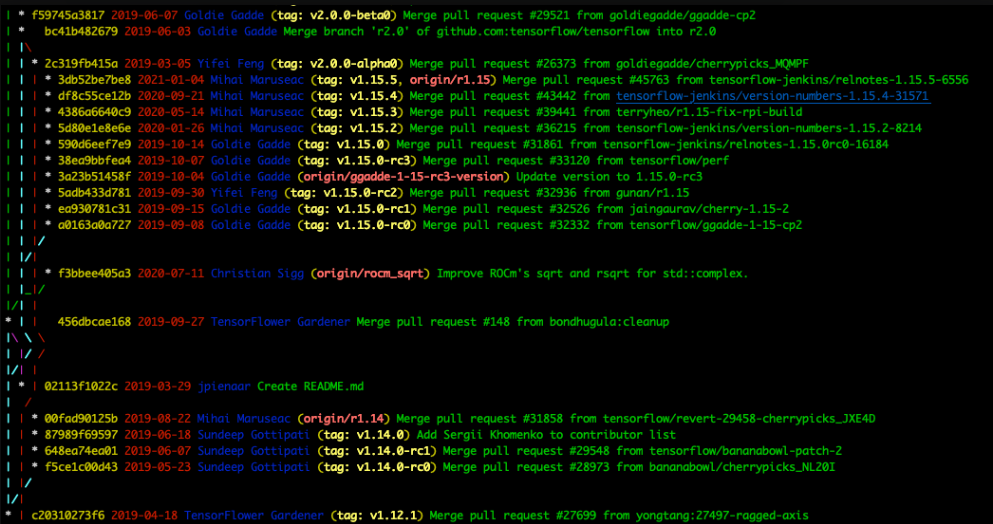 | * f59745a3817 2019-06-07 Goldie Gadde (tag: v2.0.0-beta0) Merge pull request #29521 from goldiegadde/ggadde-cp2
| * bc41b482679 2019-06-03 Goldie Gadde Merge branch 'r2.0' of github.com:tensorflow/tensorflow into r2.0
| |\
| | * 2c319fb415a 2019-03-05 Yifei Feng (tag: v2.0.0-alpha0) Merge pull request #26373 from goldiegadde/cherrypicks_MQMPF
| | | * 3db52be7be8 2021-01-04 Mihai Maruseac (tag: v1.15.5, origin/r1.15) Merge pull request #45763 from tensorflow-jenkins/relnotes-1.15.5-6556
| | | * df8c55ce12b 2020-09-21 Mihai Maruseac (tag: v1.15.4) Merge pull request #43442 from tensorflow-jenkins/version-numbers-1.15.4-31571
| | | * 4386a6640c9 2020-05-14 Mihai Maruseac (tag: v1.15.3) Merge pull request #39441 from terryheo/r1.15-fix-rpi-build
| | | * 5d80e1e8e6e 2020-01-26 Mihai Maruseac (tag: v1.15.2) Merge pull request #36215 from tensorflow-jenkins/version-numbers-1.15.2-8214
| | | * 590d6eef7e9 2019-10-14 Goldie Gadde (tag: v1.15.0) Merge pull request #31861 from tensorflow-jenkins/relnotes-1.15.0rc0-16184
| | | * 38ea9bbfea4 2019-10-07 Goldie Gadde (tag: v1.15.0-rc3) Merge pull request #33120 from tensorflow/perf
| | | * 3a23b51458f 2019-10-04 Goldie Gadde (origin/ggadde-1-15-rc3-version) Update version to 1.15.0-rc3
| | | * 5adb433d781 2019-09-30 Yifei Feng (tag: v1.15.0-rc2) Merge pull request #32936 from gunan/r1.15
| | | * ea930781c31 2019-09-15 Goldie Gadde (tag: v1.15.0-rc1) Merge pull request #32526 from jaingaurav/cherry-1.15-2
| | | * a0163a0a727 2019-09-08 Goldie Gadde (tag: v1.15.0-rc0) Merge pull request #32332 from tensorflow/ggadde-1-15-cp2
| | |/
| |/|
| | | * f3bbee405a3 2020-07-11 Christian Sigg (origin/rocm_sqrt) Improve ROCm's sqrt and rsqrt for std::complex.
| |_|/
|/| |
* | | 456dbcae168 2019-09-27 TensorFlower Gardener Merge pull request #148 from bondhugula:cleanup
|\ \ \
| |/ /
|/| |
| * | 02113f1022c 2019-03-29 jpienaar Create README.md
| /
| | * 00fad90125b 2019-08-22 Mihai Maruseac (origin/r1.14) Merge pull request #31858 from tensorflow/revert-29458-cherrypicks_JXE4D
| | * 87989f69597 2019-06-18 Sundeep Gottipati (tag: v1.14.0) Add Sergii Khomenko to contributor list
| | * 648ea74ea01 2019-06-07 Sundeep Gottipati (tag: v1.14.0-rc1) Merge pull request #29548 from tensorflow/bananabowl-patch-2
| | * f5ce1c00d43 2019-05-23 Sundeep Gottipati (tag: v1.14.0-rc0) Merge pull request #28973 from bananabowl/cherrypicks_NL20I
| |/
|/|
* | c20310273f6 2019-04-18 TensorFlower Gardener (tag: v1.12.1) Merge pull request #27699 from yongtang:27497-ragged-axis